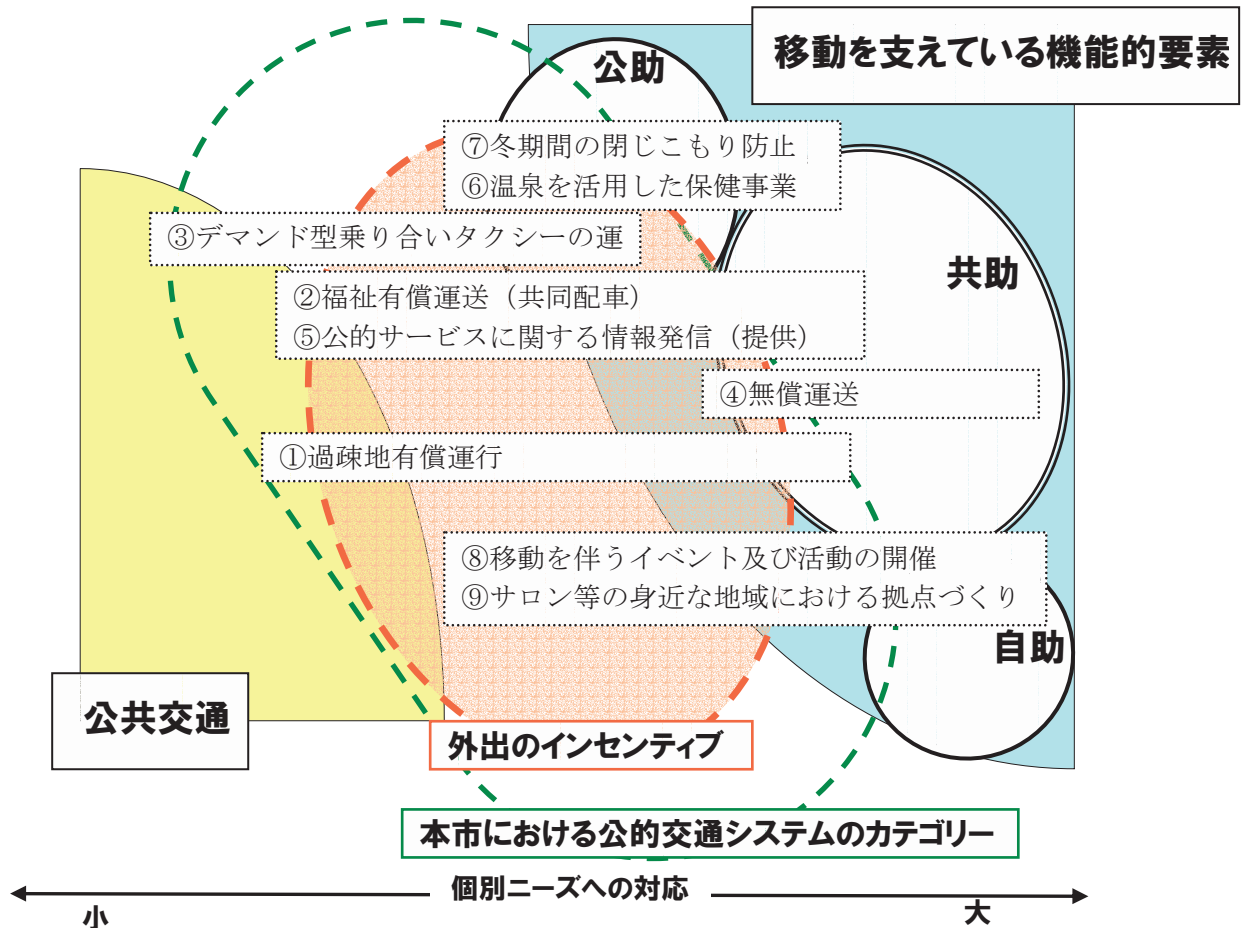 移動を支えている機能的要素
公助
⑦冬期間の閉じこもり防止
⑥温泉を活用した保健事業
③デマンド型乗り合いタクシーの運
共助
②福祉有償運送（共同配車）
⑤公的サービスに関する情報発信（提供）
④無償運送
①過疎地有償運行
⑧移動を伴うイベント及び活動の開催
⑨サロン等の身近な地域における拠点づくり
自助
公共交通
外出のインセンティブ
本市における公的交通システムのカテゴリー
個別ニーズへの対応
小
大